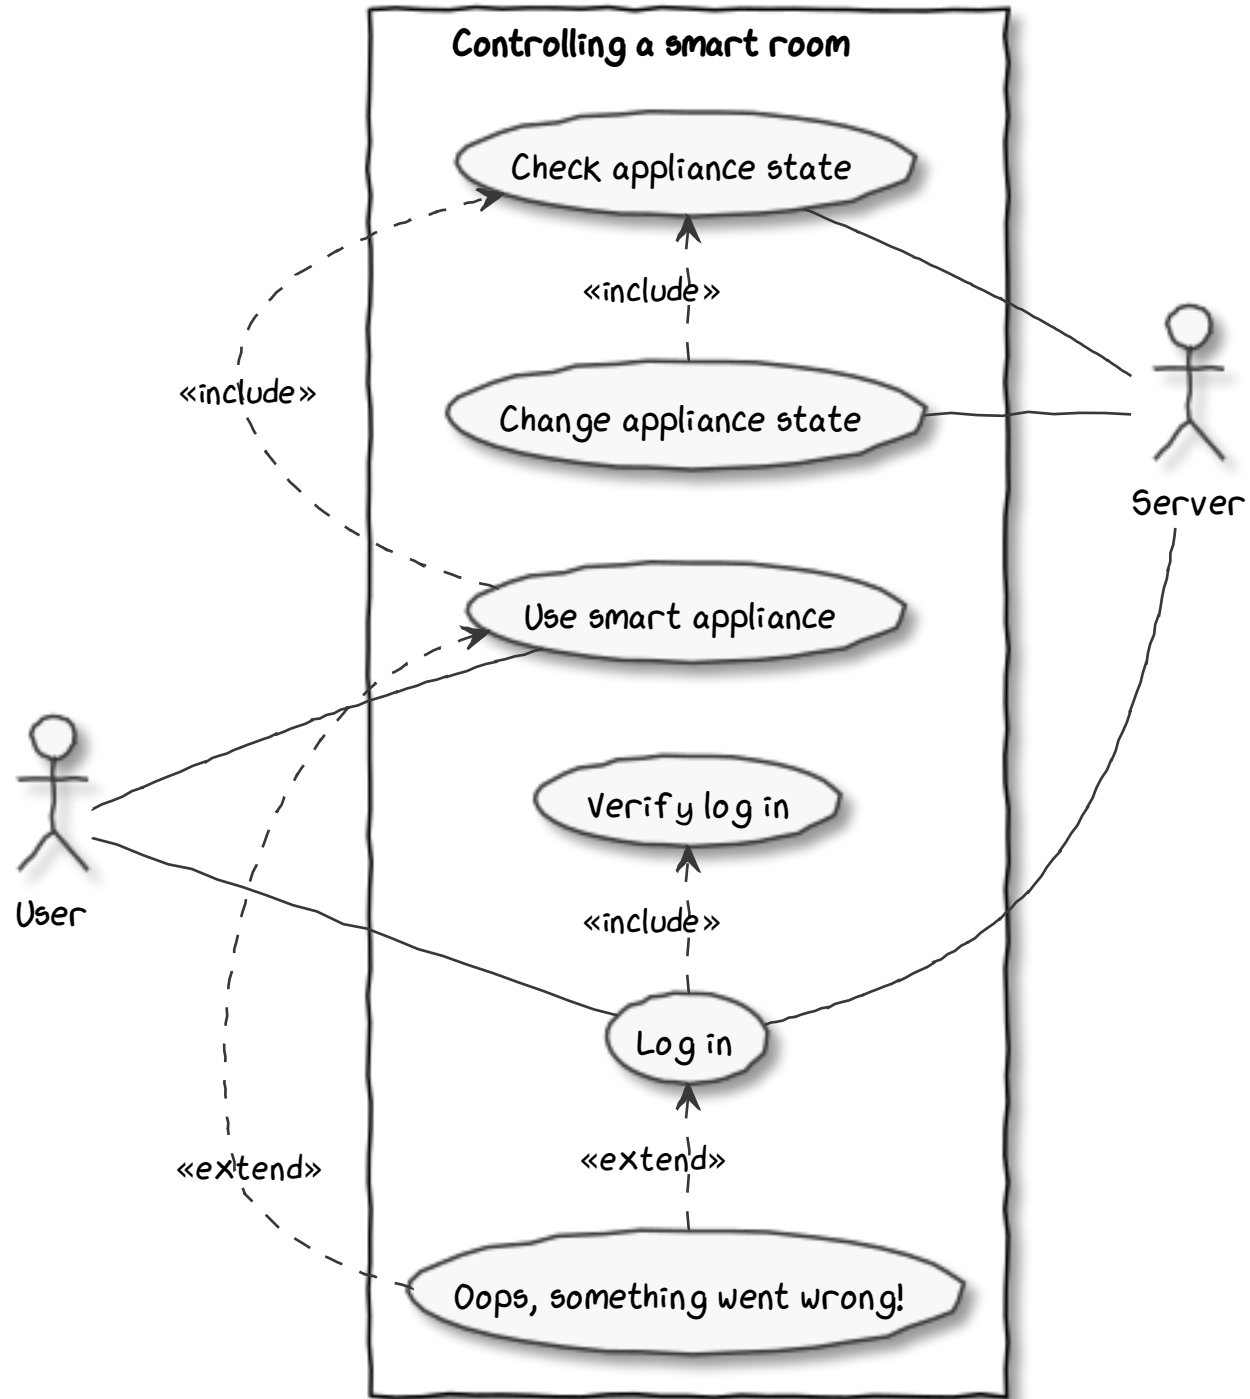 Controlling a smart room
Check appliance state
«include»
«include»
Change appliance state
Server
Use smart appliance
Verify log in
User
«include»
Log in
«extend»
«extend»
Oops, something went wrong!